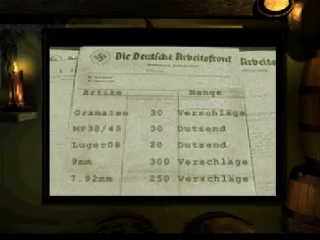 Die Deutsche Arbeitsfront
Artike Menge
Granaten 30 Verschläge
MP38/40 30 Dutzend
Luger08 20 Dutzend
9mm 300 Verschläge
7.92mm 250 Verschläge